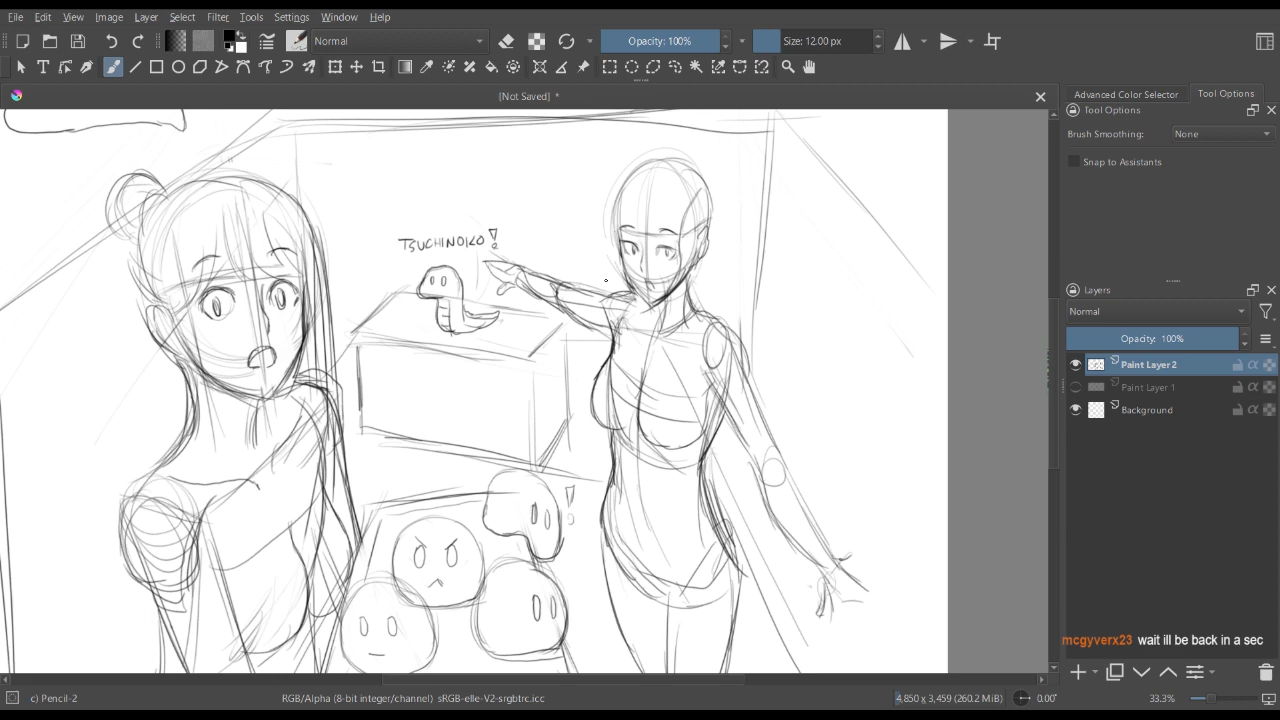 File Edit View Image Layer Select Filter Tools Settings Window Help
Normal Opacity: 100% Size: 12.00 px
[Not Saved] *
Advanced Color Selector Tool Options
Tool Options
Brush Smoothing: None
Snap to Assistants
TSUCHINOKO!?
Layers
Normal
Opacity: 100%
Paint Layer 2
Paint Layer 1
Background
!
mcgyverx23 wait ill be back in a sec
c) Pencil-2 RGB/Alpha (8-bit integer/channel) sRGB-elle-V2-srgbtrc.icc 4,850 x 3,459 (260.2 MiB) 0.00° 33.3%